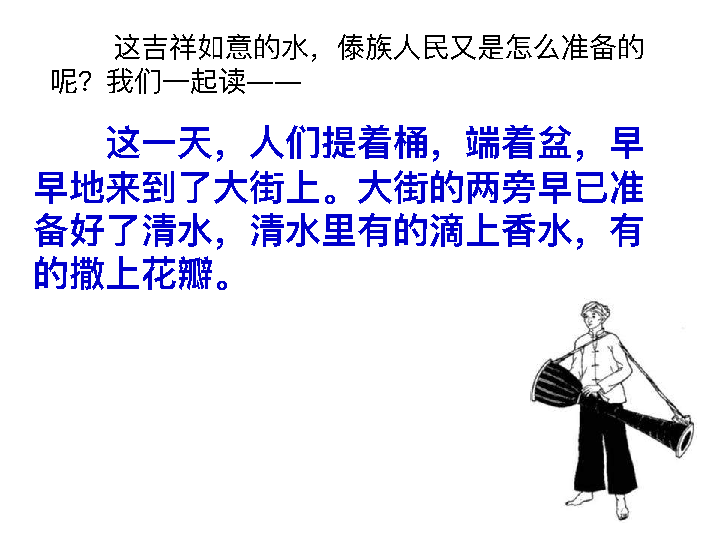 这吉祥如意的水，傣族人民又是怎么准备的
呢？我们一起读——
这一天，人们提着桶，端着盆，早
早地来到了大街上。大街的两旁早已准
备好了清水，清水里有的滴上香水，有
的撒上花瓣。